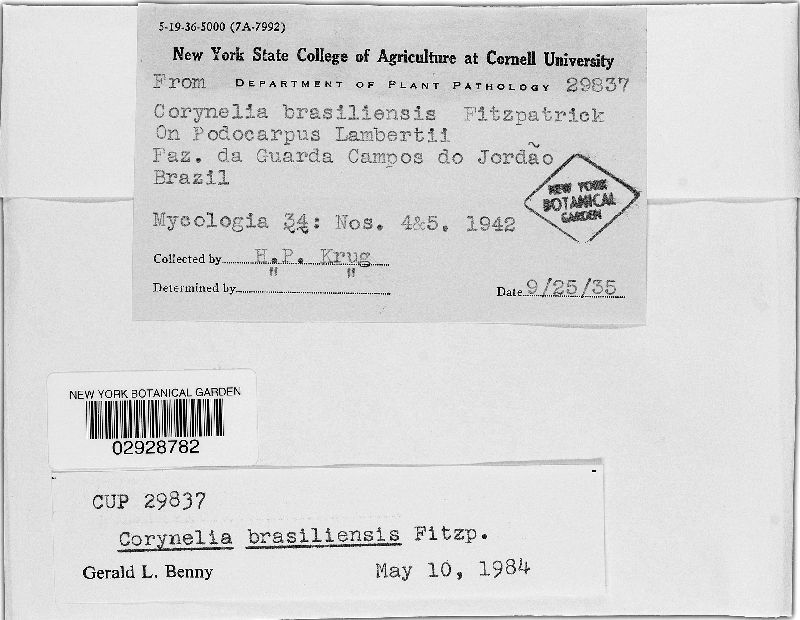 5-19-36-5000 (7A-7992)
New York State College of Agriculture at Cornell University
From DEPARTMENT OF PLANT PATHOLOGY 29837
Corynelia brasiliensis Fitzpatrick
On Podocarpus Lambertii
Faz. da Guarda Campos do Jordão
Brazil
NEW YORK
BOTANICAL
GARDEN
Mycologia 34: Nos. 4&5. 1942
Collected by H.P. Krug
" "
Determined by
Date 9/25/35
NEW YORK BOTANICAL GARDEN
02928782
CUP 29837
Corynelia brasiliensis Fitzp.
Gerald L. Benny May 10, 1984